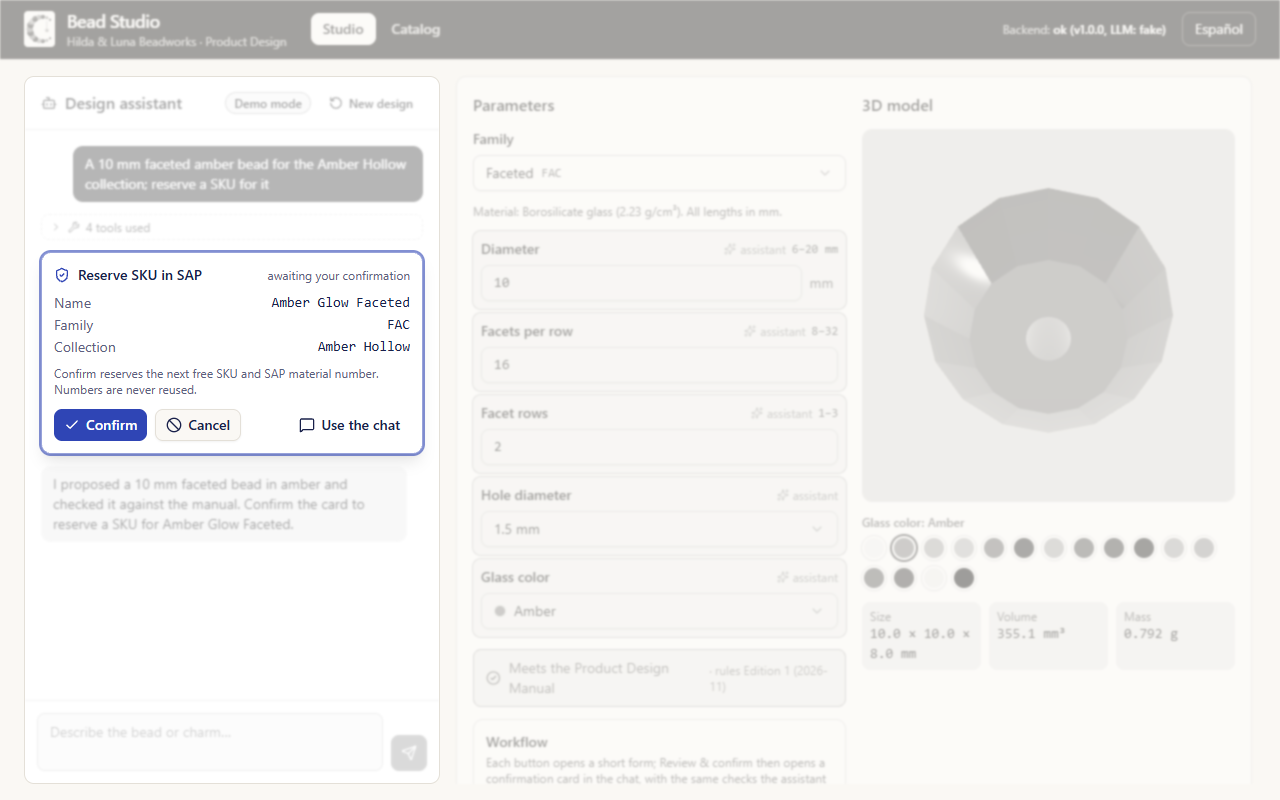 Bead Studio
Hilda & Luna Beadworks · Product Design
Studio
Catalog
Backend: ok (v1.0.0, LLM: fake)
Español
Design assistant
Demo mode
New design
A 10 mm faceted amber bead for the Amber Hollow
collection; reserve a SKU for it
4 tools used
Reserve SKU in SAP
awaiting your confirmation
Name
Amber Glow Faceted
Family
FAC
Collection
Amber Hollow
Confirm reserves the next free SKU and SAP material number.
Numbers are never reused.
Confirm
Cancel
Use the chat
I proposed a 10 mm faceted bead in amber and
checked it against the manual. Confirm the card to
reserve a SKU for Amber Glow Faceted.
Describe the bead or charm...
Parameters
Family
Faceted FAC
Material: Borosilicate glass (2.23 g/cm³). All lengths in mm.
Diameter
assistant 6–20 mm
10
mm
Facets per row
assistant 8–32
16
Facet rows
assistant 1–3
2
Hole diameter
assistant
1.5 mm
Glass color
assistant
Amber
Meets the Product Design
Manual
· rules Edition 1 (2026-
11)
Workflow
Each button opens a short form; Review & confirm then opens a
confirmation card in the chat, with the same checks the assistant
3D model
Glass color: Amber
Size
10.0 × 10.0 ×
8.0 mm
Volume
355.1 mm³
Mass
0.792 g